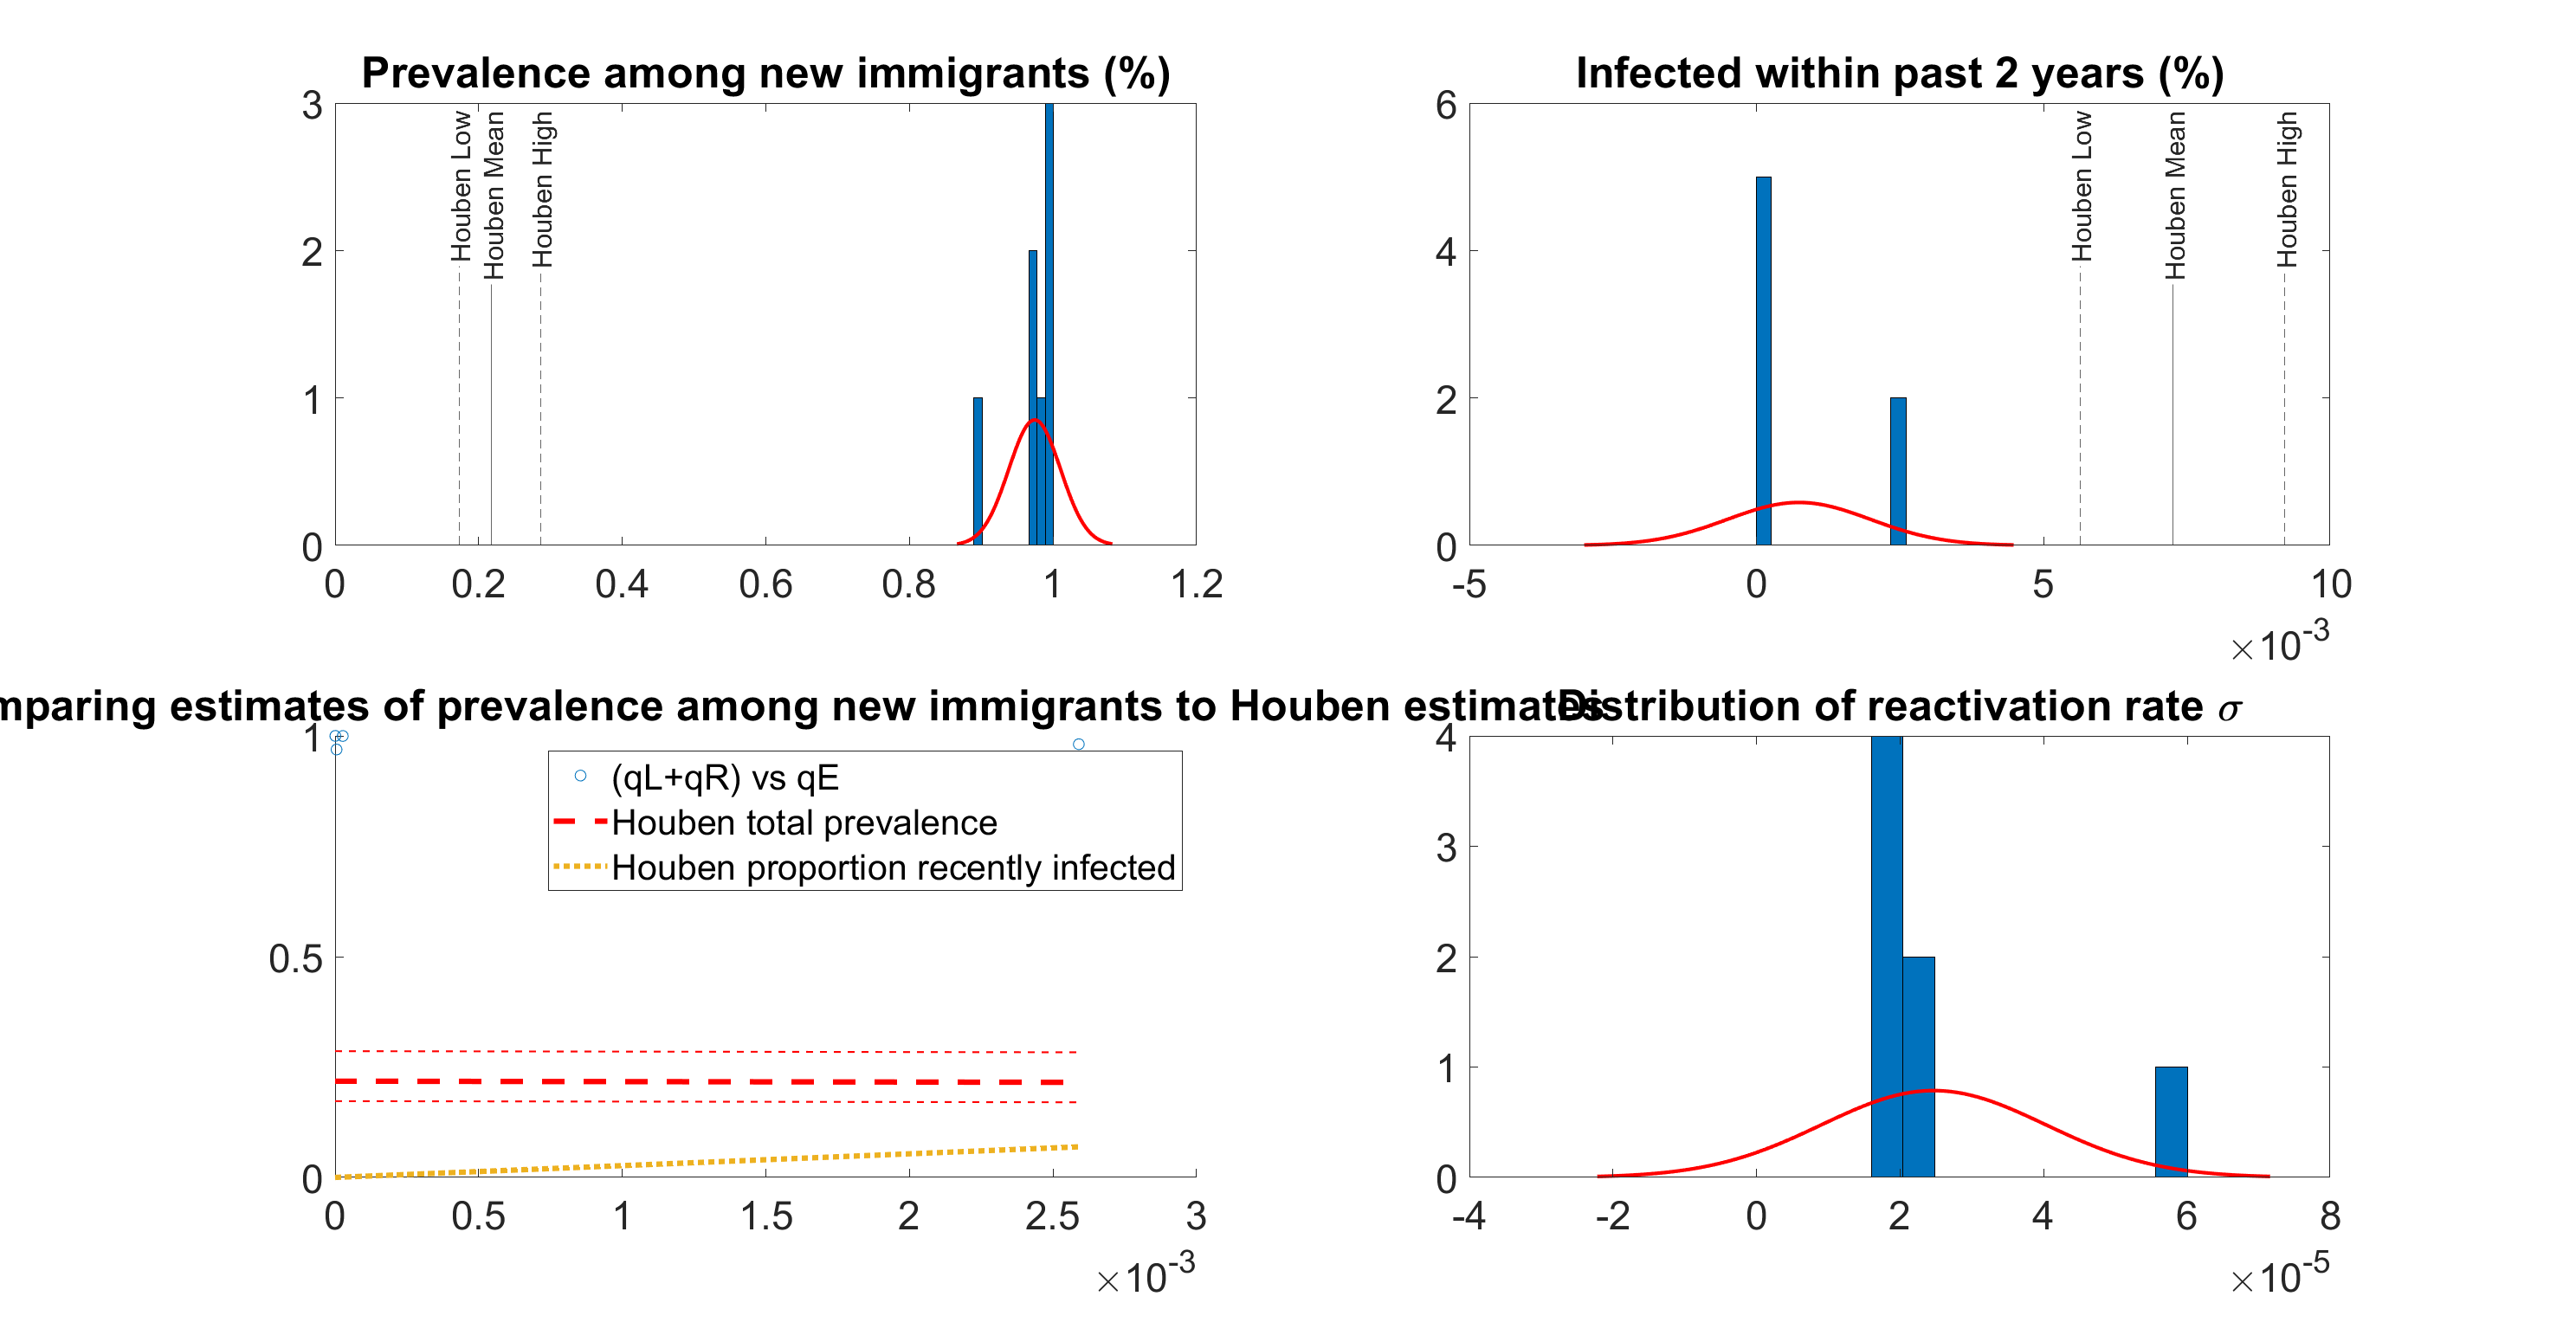 Prevalence among new immigrants (%)
3
2
1
0
Houben Low
Houben Mean
Houben High
0 0.2 0.4 0.6 0.8 1 1.2
Infected within past 2 years (%)
6
4
2
0
Houben Low
Houben Mean
Houben High
-5 0 5 10
×10-3
mparing estimates of prevalence among new immigrants to Houben estimates
1
0.5
0
(qL+qR) vs qE
Houben total prevalence
Houben proportion recently infected
0 0.5 1 1.5 2 2.5 3
×10-3
Distribution of reactivation rate σ
4
3
2
1
0
-4 -2 0 2 4 6 8
×10-5